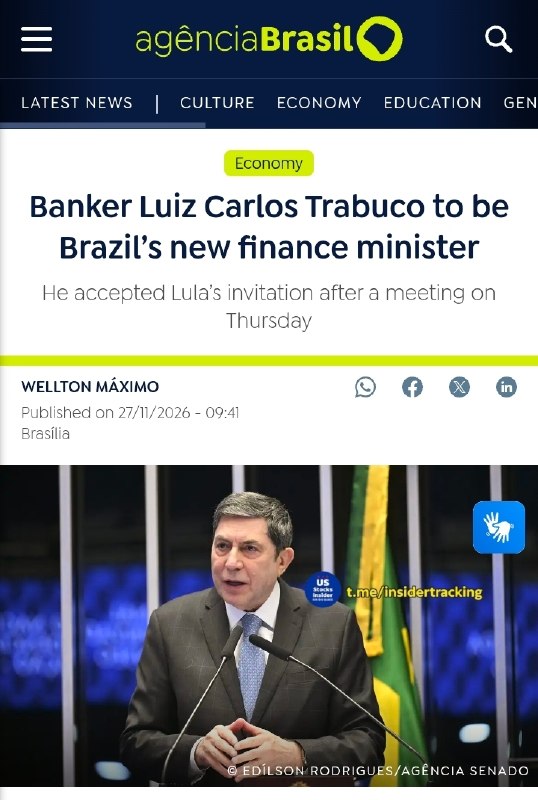 agênciaBrasil
LATEST NEWS | CULTURE ECONOMY EDUCATION GEN
Economy
Banker Luiz Carlos Trabuco to be
Brazil's new finance minister
He accepted Lula's invitation after a meeting on
Thursday
WELLTON MÁXIMO
Published on 27/11/2026 - 09:41
Brasília
US
Stocks
Insider
t.me/insidertracking
© EDÍLSON RODRIGUES/AGÊNCIA SENADO